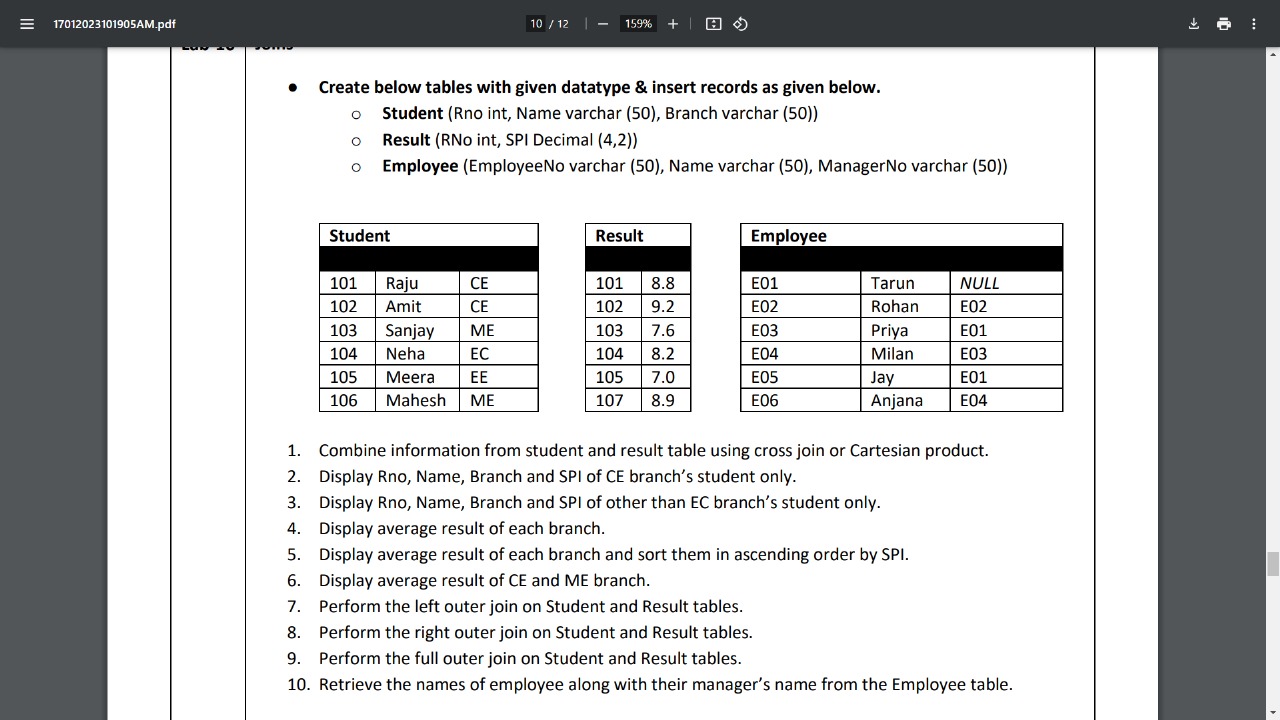 17012023101905AM.pdf
10 / 12
159%
Lab-10 Joins
● Create below tables with given datatype & insert records as given below.
o Student (Rno int, Name varchar (50), Branch varchar (50))
o Result (RNo int, SPI Decimal (4,2))
o Employee (EmployeeNo varchar (50), Name varchar (50), ManagerNo varchar (50))
Student
101 Raju CE
102 Amit CE
103 Sanjay ME
104 Neha EC
105 Meera EE
106 Mahesh ME
Result
101 8.8
102 9.2
103 7.6
104 8.2
105 7.0
107 8.9
Employee
E01 Tarun NULL
E02 Rohan E02
E03 Priya E01
E04 Milan E03
E05 Jay E01
E06 Anjana E04
1. Combine information from student and result table using cross join or Cartesian product.
2. Display Rno, Name, Branch and SPI of CE branch’s student only.
3. Display Rno, Name, Branch and SPI of other than EC branch’s student only.
4. Display average result of each branch.
5. Display average result of each branch and sort them in ascending order by SPI.
6. Display average result of CE and ME branch.
7. Perform the left outer join on Student and Result tables.
8. Perform the right outer join on Student and Result tables.
9. Perform the full outer join on Student and Result tables.
10. Retrieve the names of employee along with their manager’s name from the Employee table.